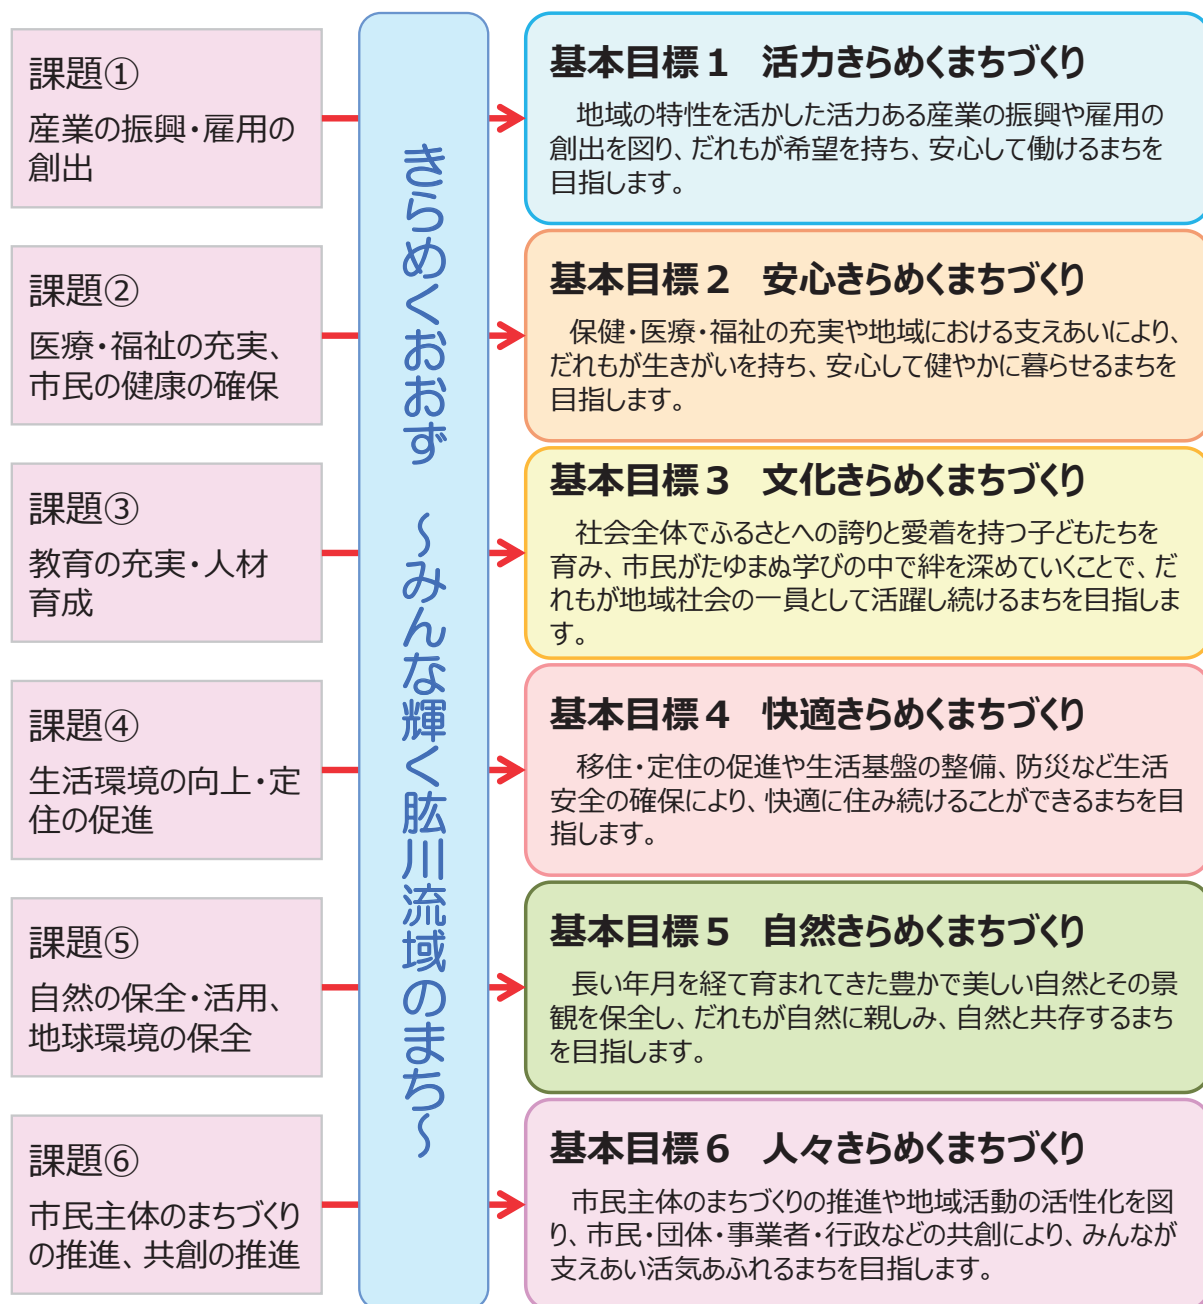 課題①
産業の振興・雇用の
創出
課題②
医療・福祉の充実、
市民の健康の確保
課題③
教育の充実・人材
育成
課題④
生活環境の向上・定
住の促進
課題⑤
自然の保全・活用、
地球環境の保全
課題⑥
市民主体のまちづくり
の推進、共創の推進
きらめくおおず ～みんな輝く肱川流域のまち～
基本目標１ 活力きらめくまちづくり
地域の特性を活かした活力ある産業の振興や雇用の
創出を図り、だれもが希望を持ち、安心して働けるまちを
目指します。
基本目標２ 安心きらめくまちづくり
保健・医療・福祉の充実や地域における支えあいにより、
だれもが生きがいを持ち、安心して健やかに暮らせるまちを
目指します。
基本目標３ 文化きらめくまちづくり
社会全体でふるさとへの誇りと愛着を持つ子どもたちを
育み、市民がたゆまぬ学びの中で絆を深めていくことで、だ
れもが地域社会の一員として活躍し続けるまちを目指しま
す。
基本目標４ 快適きらめくまちづくり
移住・定住の促進や生活基盤の整備、防災など生活
安全の確保により、快適に住み続けることができるまちを目
指します。
基本目標５ 自然きらめくまちづくり
長い年月を経て育まれてきた豊かで美しい自然とその景
観を保全し、だれもが自然に親しみ、自然と共存するまち
を目指します。
基本目標６ 人々きらめくまちづくり
市民主体のまちづくりの推進や地域活動の活性化を図
り、市民・団体・事業者・行政などの共創により、みんなが
支えあい活気あふれるまちを目指します。